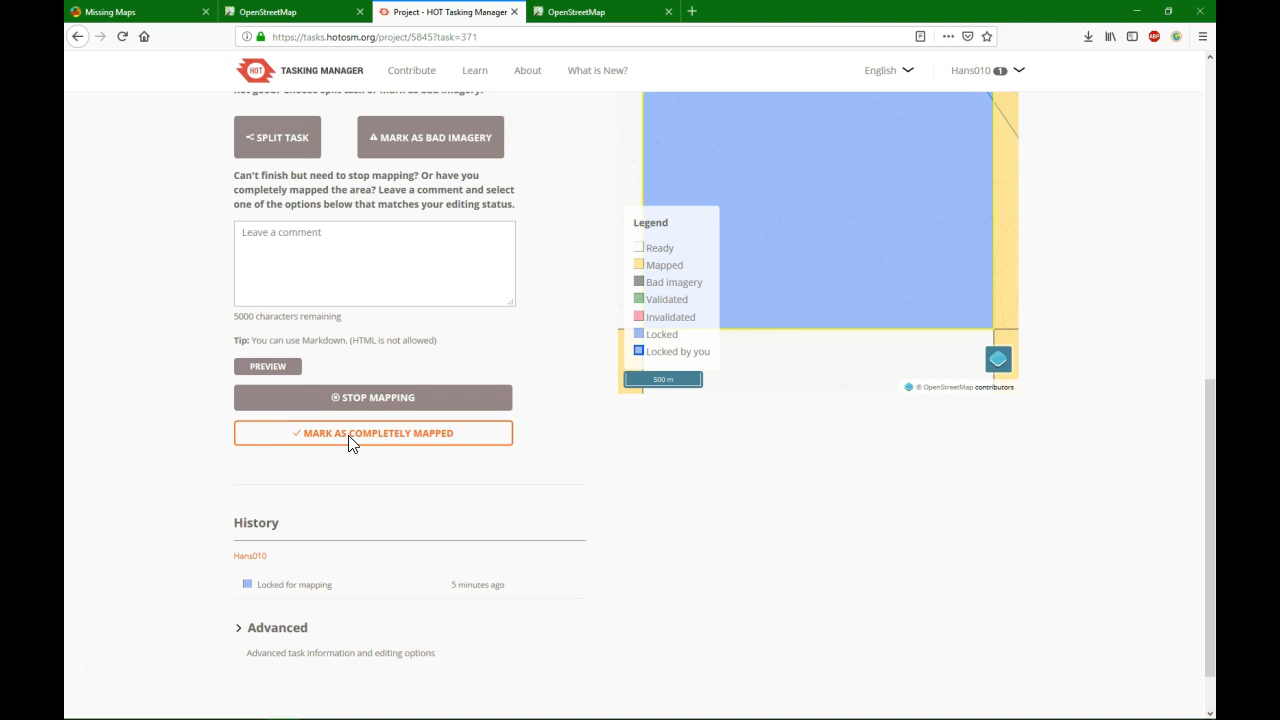 Missing Maps
OpenStreetMap
Project - HOT Tasking Manager
OpenStreetMap
https://tasks.hotosm.org/project/5845?task=371
ABP
HOT
TASKING MANAGER
Contribute
Learn
About
What is New?
English
Hans010 1
SPLIT TASK
MARK AS BAD IMAGERY
Can't finish but need to stop mapping? Or have you
completely mapped the area? Leave a comment and select
one of the options below that matches your editing status.
Leave a comment
5000 characters remaining
Tip: You can use Markdown. (HTML is not allowed)
PREVIEW
STOP MAPPING
MARK AS COMPLETELY MAPPED
History
Hans010
Locked for mapping
5 minutes ago
Advanced
Advanced task information and editing options
Legend
Ready
Mapped
Bad imagery
Validated
Invalidated
Locked
Locked by you
500 m
© OpenStreetMap contributors